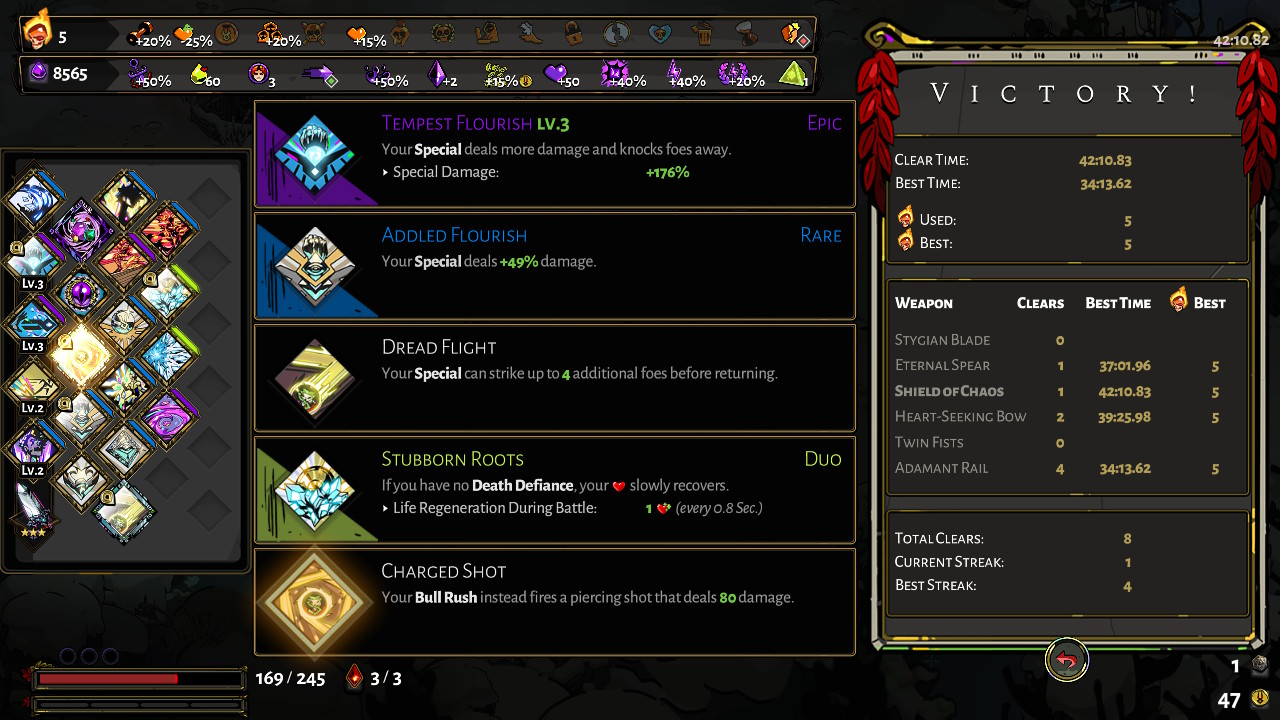 5
+20%
-25%
+20%
+15%
42:10.82
8565
+50%
60
3
+50%
+2
+15%
+50
+40%
+40%
+20%
1
VICTORY!
TEMPEST FLOURISH LV.3 EPIC
Your Special deals more damage and knocks foes away.
Special Damage: +176%
ADDLED FLOURISH RARE
Your Special deals +49% damage.
DREAD FLIGHT
Your Special can strike up to 4 additional foes before returning.
STUBBORN ROOTS DUO
If you have no Death Defiance, your slowly recovers.
Life Regeneration During Battle: 1 (every 0.8 Sec.)
CHARGED SHOT
Your Bull Rush instead fires a piercing shot that deals 80 damage.
Lv.3
Lv.3
Lv.2
Lv.2
CLEAR TIME: 42:10.83
BEST TIME: 34:13.62
USED: 5
BEST: 5
WEAPON CLEARS BEST TIME BEST
STYGIAN BLADE 0
ETERNAL SPEAR 1 37:01.96 5
SHIELD OF CHAOS 1 42:10.83 5
HEART-SEEKING BOW 2 39:25.98 5
TWIN FISTS 0
ADAMANT RAIL 4 34:13.62 5
TOTAL CLEARS: 8
CURRENT STREAK: 1
BEST STREAK: 4
169 / 245
3 / 3
1
47